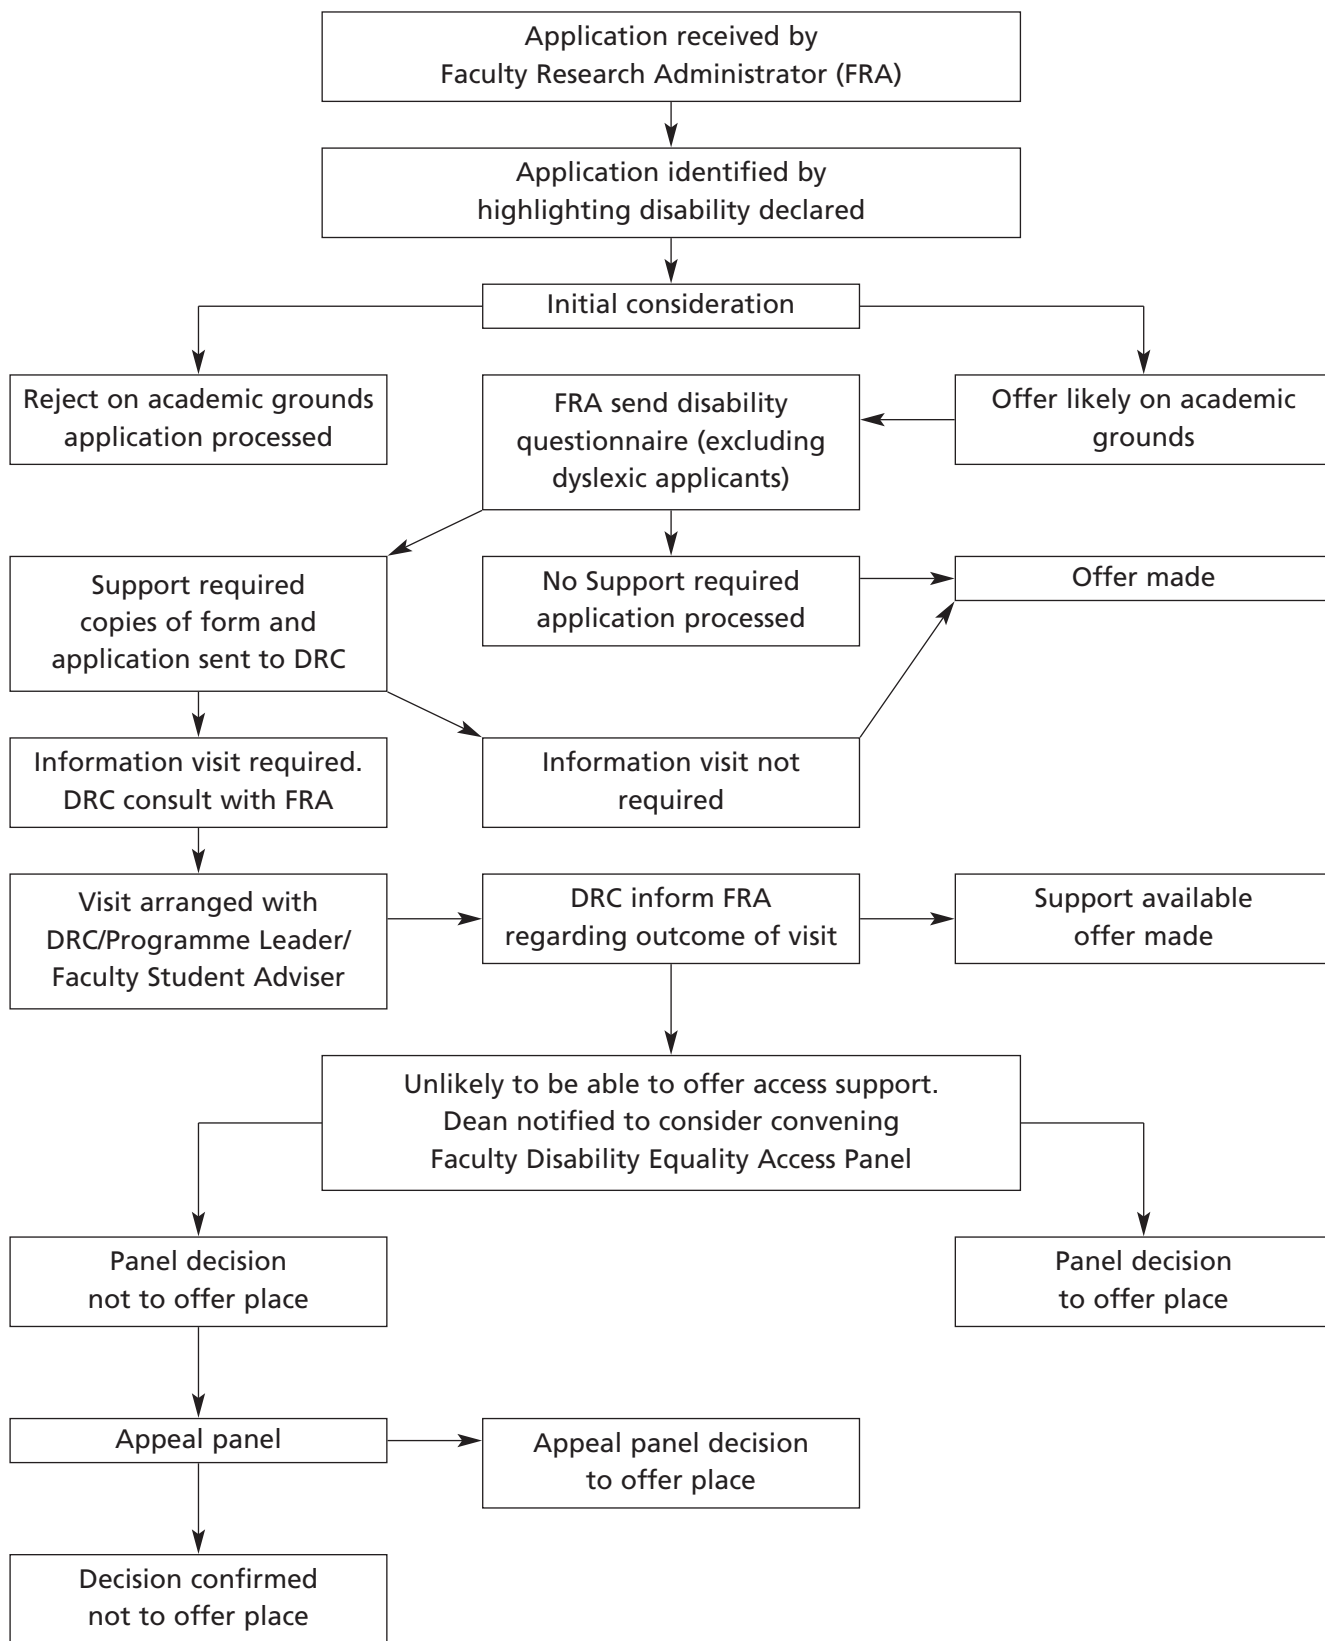 Application received by
Faculty Research Administrator (FRA)
Application identified by
highlighting disability declared
Initial consideration
Reject on academic grounds
application processed
FRA send disability
questionnaire (excluding
dyslexic applicants)
Offer likely on academic
grounds
Support required
copies of form and
application sent to DRC
No Support required
application processed
Offer made
Information visit required.
DRC consult with FRA
Information visit not
required
Visit arranged with
DRC/Programme Leader/
Faculty Student Adviser
DRC inform FRA
regarding outcome of visit
Support available
offer made
Unlikely to be able to offer access support.
Dean notified to consider convening
Faculty Disability Equality Access Panel
Panel decision
not to offer place
Panel decision
to offer place
Appeal panel
Appeal panel decision
to offer place
Decision confirmed
not to offer place